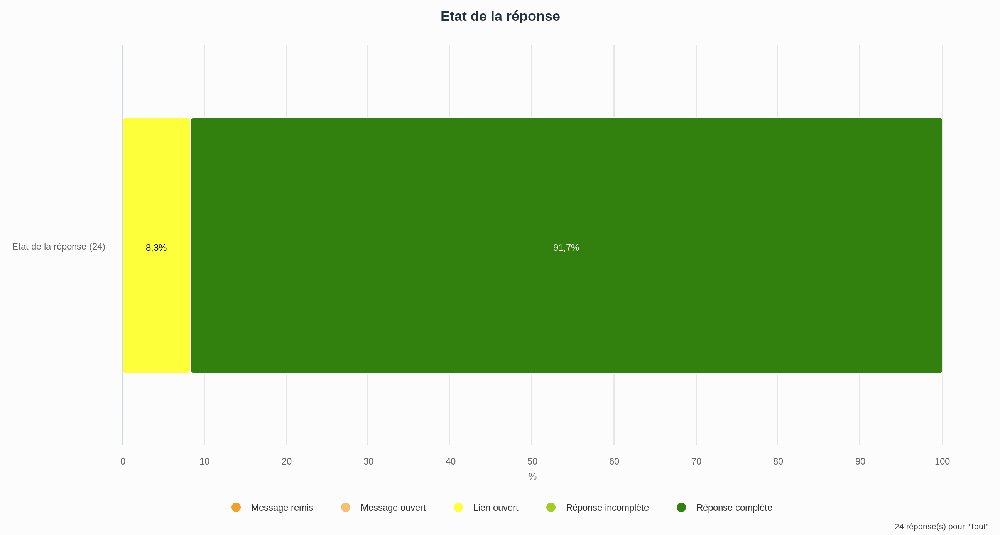 Etat de la réponse
Etat de la réponse (24)
8,3%
91,7%
0 10 20 30 40 50 60 70 80 90 100
%
Message remis Message ouvert Lien ouvert Réponse incomplète Réponse complète
24 réponse(s) pour "Tout"